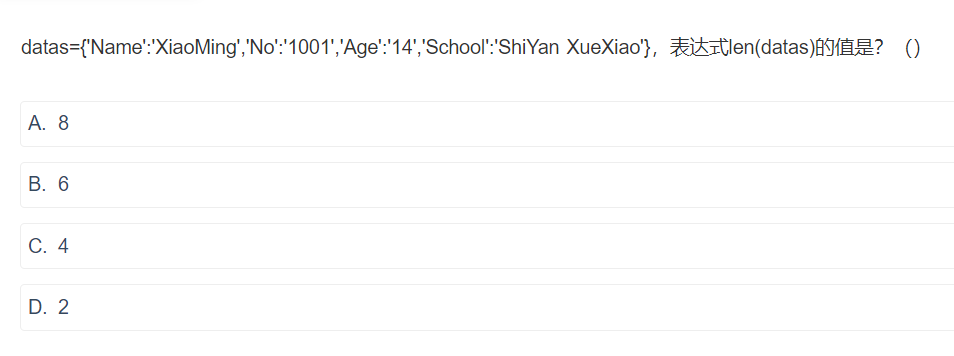 datas={'Name':'XiaoMing','No':'1001','Age':'14','School':'ShiYan XueXiao'}，表达式len(datas)的值是？（）
A. 8
B. 6
C. 4
D. 2